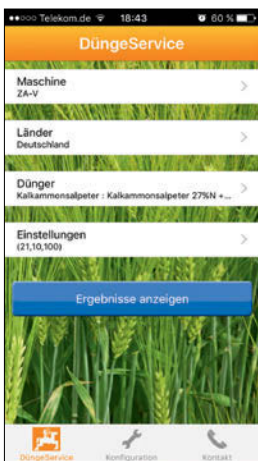 Telekom.de 18:43 60 %
DüngeService
Maschine
ZA-V
Länder
Deutschland
Dünger
Kalkammonsalpeter : Kalkammonsalpeter 27%N +...
Einstellungen
(21,10,100)
Ergebnisse anzeigen
DüngeService Konfiguration Kontakt